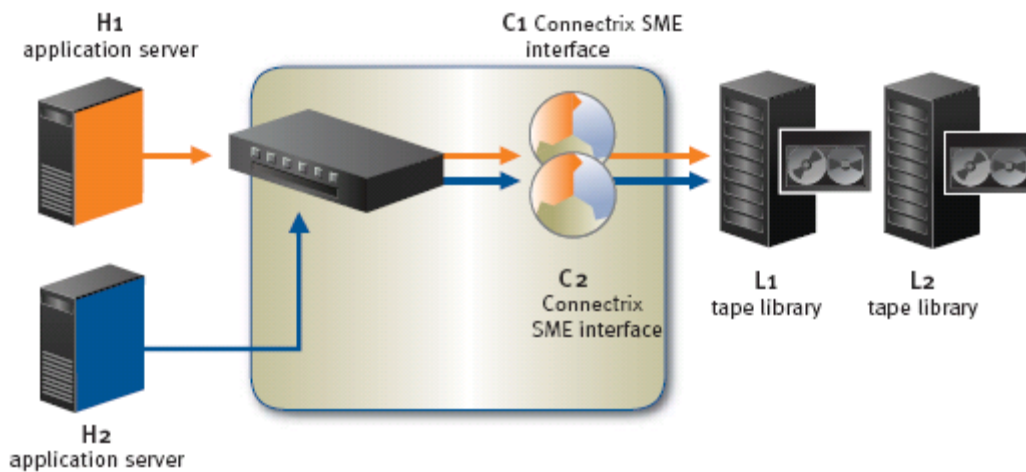 H1
application server
C1 Connectrix SME
interface
C2
Connectrix
SME interface
L1
tape library
L2
tape library
H2
application server